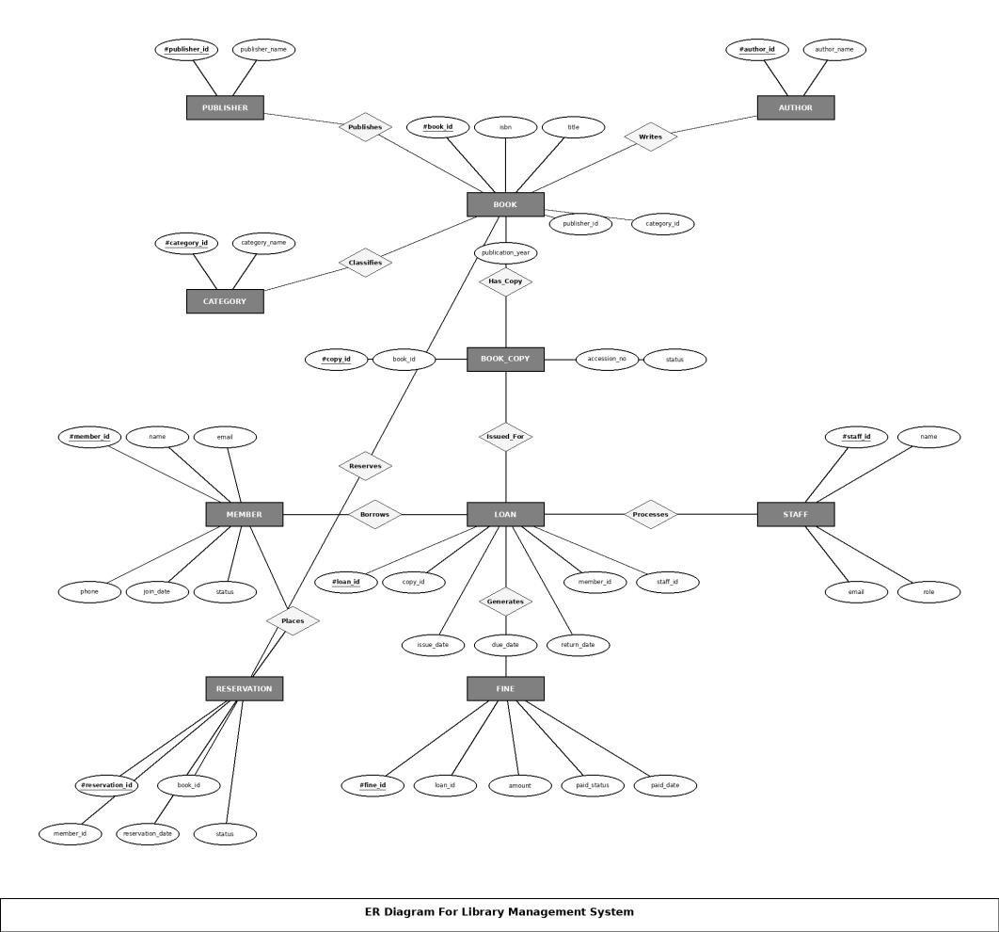 #publisher_id
publisher_name
#author_id
author_name
PUBLISHER
AUTHOR
Publishes
#book_id
isbn
title
Writes
BOOK
publisher_id
category_id
#category_id
category_name
publication_year
Classifies
Has_Copy
CATEGORY
#copy_id
book_id
BOOK_COPY
accession_no
status
#member_id
name
email
Issued_For
#staff_id
name
Reserves
MEMBER
Borrows
LOAN
Processes
STAFF
#loan_id
copy_id
member_id
staff_id
phone
join_date
status
Generates
email
role
Places
issue_date
due_date
return_date
RESERVATION
FINE
#reservation_id
book_id
#fine_id
loan_id
amount
paid_status
paid_date
member_id
reservation_date
status
ER Diagram For Library Management System